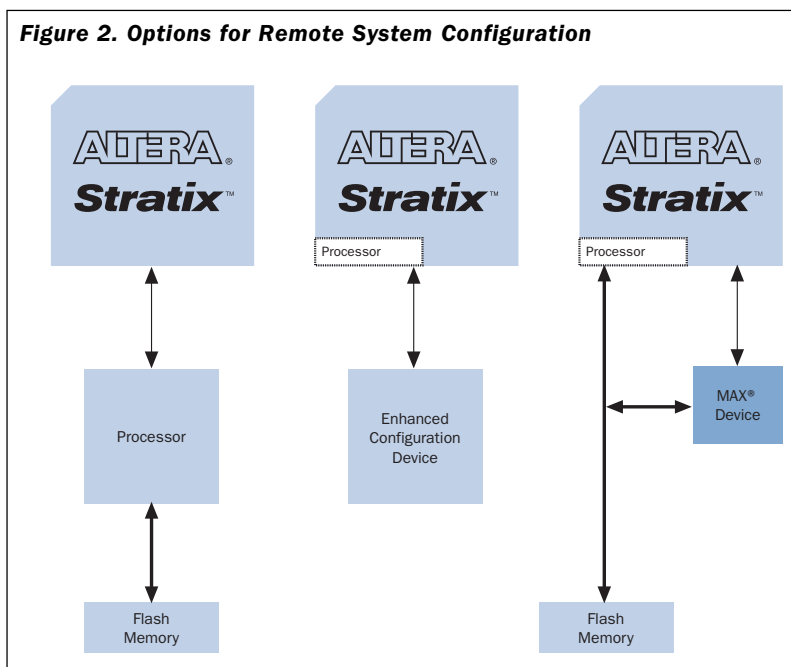 Figure 2. Options for Remote System Configuration
ALTERA®
Stratix™
Processor
Flash
Memory
ALTERA®
Stratix™
Processor
Enhanced
Configuration
Device
ALTERA®
Stratix™
Processor
MAX®
Device
Flash
Memory